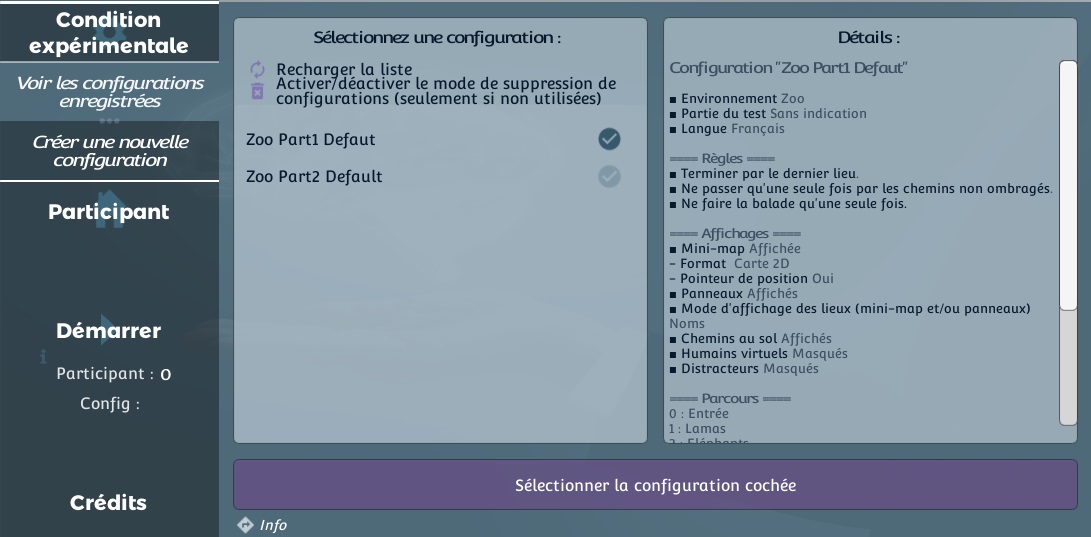 Condition
expérimentale
Voir les configurations
enregistrées
Créer une nouvelle
configuration
Participant
Démarrer
Participant : 0
Config :
Crédits
Sélectionnez une configuration :
Recharger la liste
Activer/déactiver le mode de suppression de
configurations (seulement si non utilisées)
Zoo Part1 Defaut
Zoo Part2 Default
Détails :
Configuration "Zoo Part1 Defaut"
▪ Environnement Zoo
▪ Partie du test Sans indication
▪ Langue Français
==== Règles ====
▪ Terminer par le dernier lieu.
▪ Ne passer qu'une seule fois par les chemins non ombragés.
▪ Ne faire la balade qu'une seule fois.
==== Affichages ====
▪ Mini-map Affichée
- Format Carte 2D
- Pointeur de position Oui
▪ Panneaux Affichés
▪ Mode d'affichage des lieux (mini-map et/ou panneaux)
Noms
▪ Chemins au sol Affichés
▪ Humains virtuels Masqués
▪ Distracteurs Masqués
==== Parcours ====
0 : Entrée
1 : Lamas
2 : Eléphants
Sélectionner la configuration cochée
Info